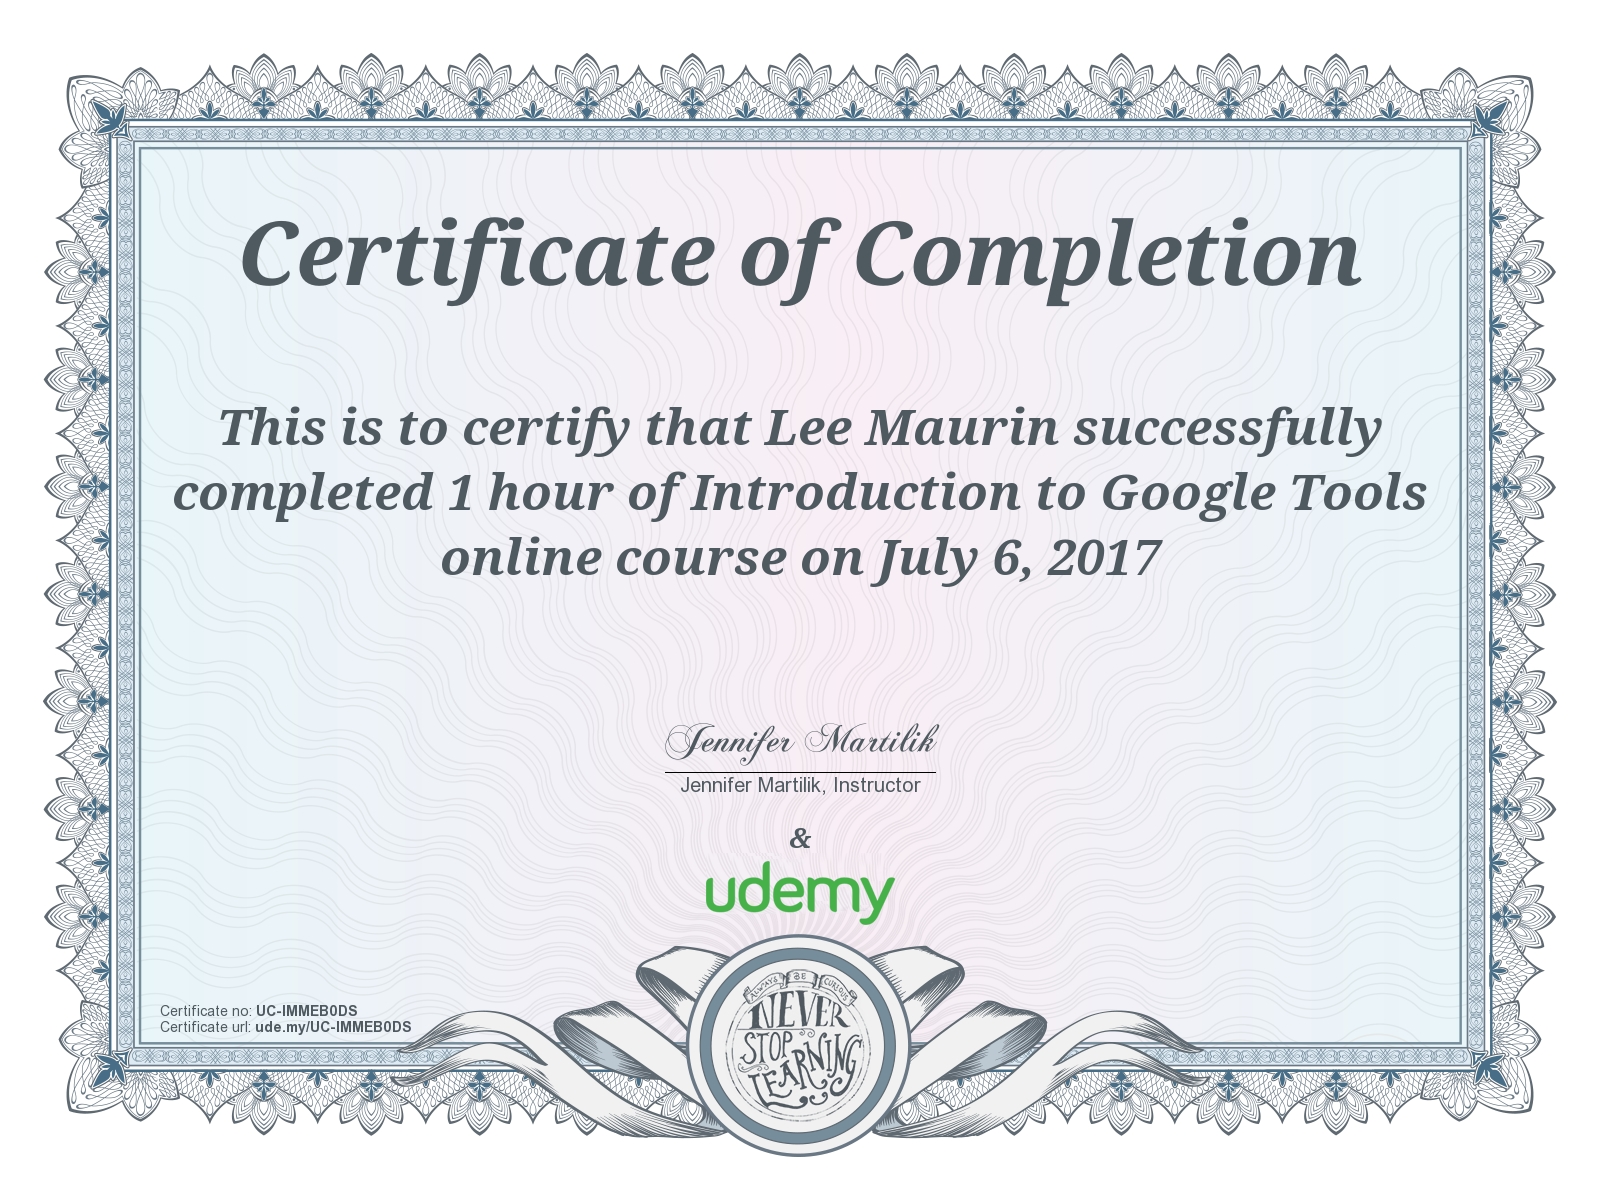 Certificate of Completion
This is to certify that Lee Maurin successfully
completed 1 hour of Introduction to Google Tools
online course on July 6, 2017
Jennifer Martilik
Jennifer Martilik, Instructor
&
udemy
Certificate no: UC-IMMEB0DS
Certificate url: ude.my/UC-IMMEB0DS
ALWAYS BE CURIOUS
NEVER
STOP
LEARNING